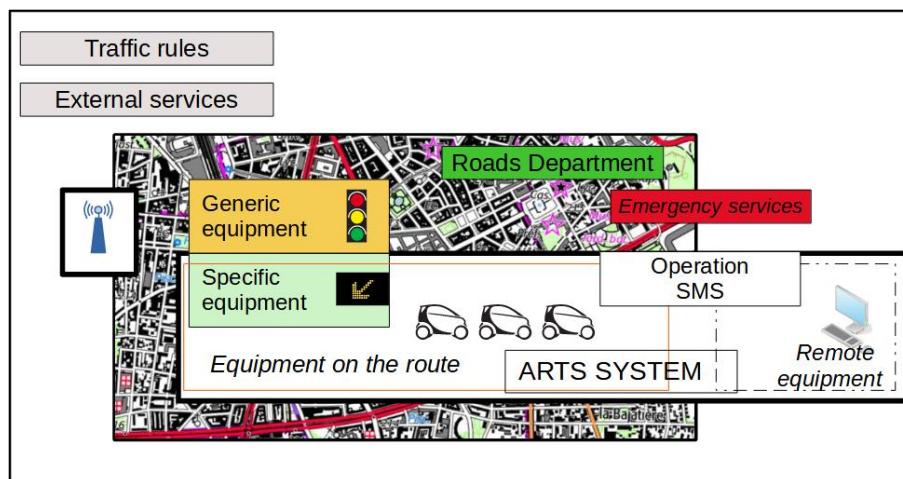 Traffic rules
External services
Roads Department
Generic
equipment
Emergency services
Specific
equipment
Operation
SMS
Equipment on the route
ARTS SYSTEM
Remote
equipment